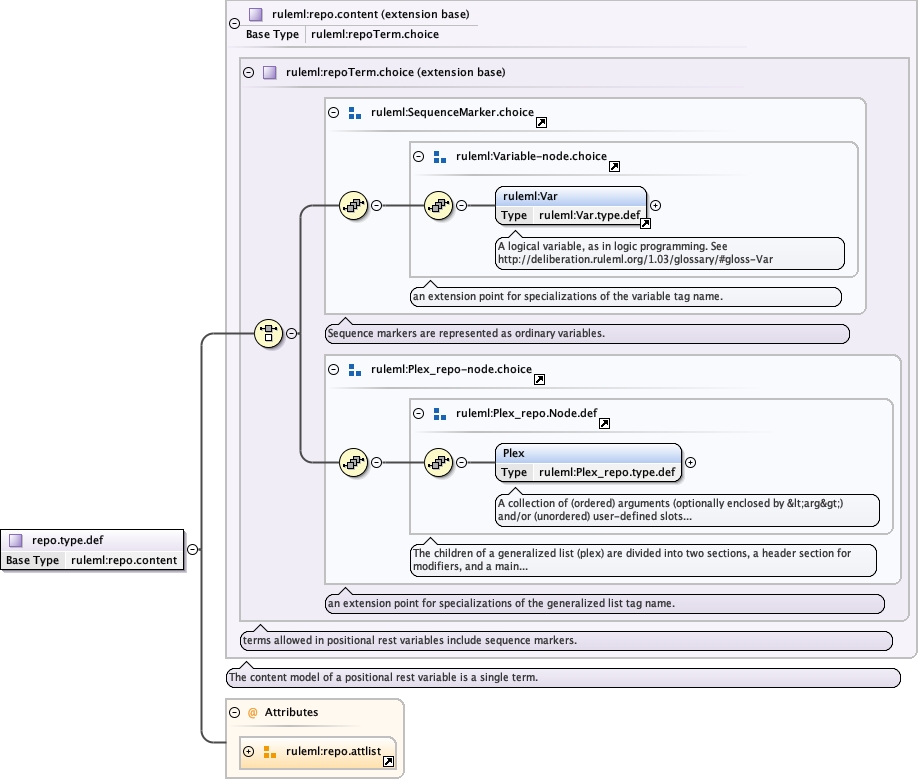 ruleml:repo.content (extension base)
Base Type ruleml:repoTerm.choice
ruleml:repoTerm.choice (extension base)
ruleml:SequenceMarker.choice
ruleml:Variable-node.choice
ruleml:Var
Type ruleml:Var.type.def
A logical variable, as in logic programming. See
http://deliberation.ruleml.org/1.03/glossary/#gloss-Var
an extension point for specializations of the variable tag name.
Sequence markers are represented as ordinary variables.
ruleml:Plex_repo-node.choice
ruleml:Plex_repo.Node.def
Plex
Type ruleml:Plex_repo.type.def
A collection of (ordered) arguments (optionally enclosed by &lt;arg&gt;)
and/or (unordered) user-defined slots...
The children of a generalized list (plex) are divided into two sections, a header section for
modifiers, and a main...
an extension point for specializations of the generalized list tag name.
terms allowed in positional rest variables include sequence markers.
The content model of a positional rest variable is a single term.
repo.type.def
Base Type ruleml:repo.content
@ Attributes
ruleml:repo.attlist